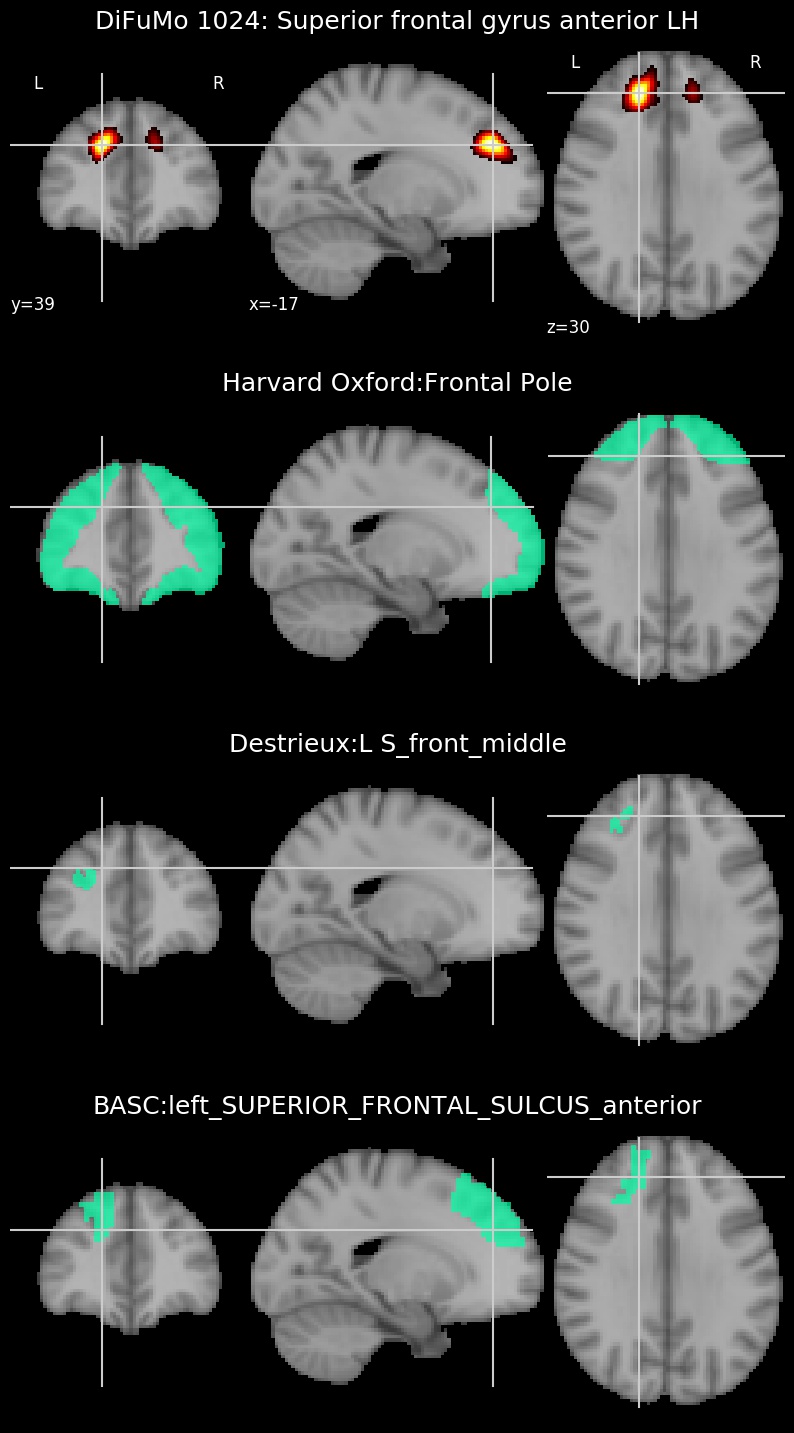 DiFuMo 1024: Superior frontal gyrus anterior LH
L R L R
y=39 x=-17 z=30
Harvard Oxford:Frontal Pole
Destrieux:L S_front_middle
BASC:left_SUPERIOR_FRONTAL_SULCUS_anterior